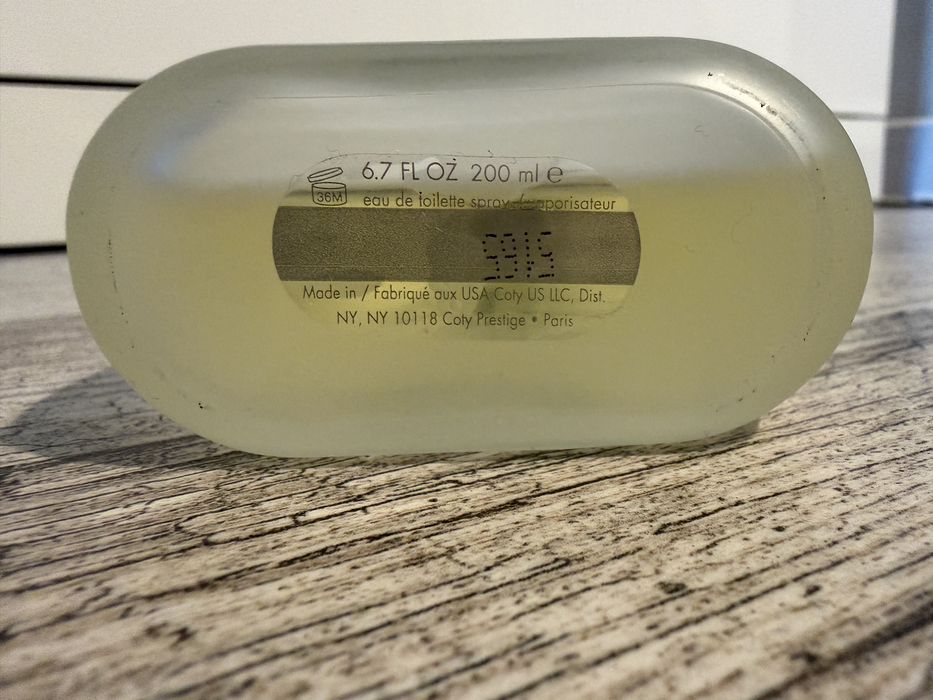 6.7 FL OZ 200 ml e
36M
eau de toilette spray/vaporisateur
Made in / Fabriqué aux USA Coty US LLC, Dist.
NY, NY 10118 Coty Prestige • Paris